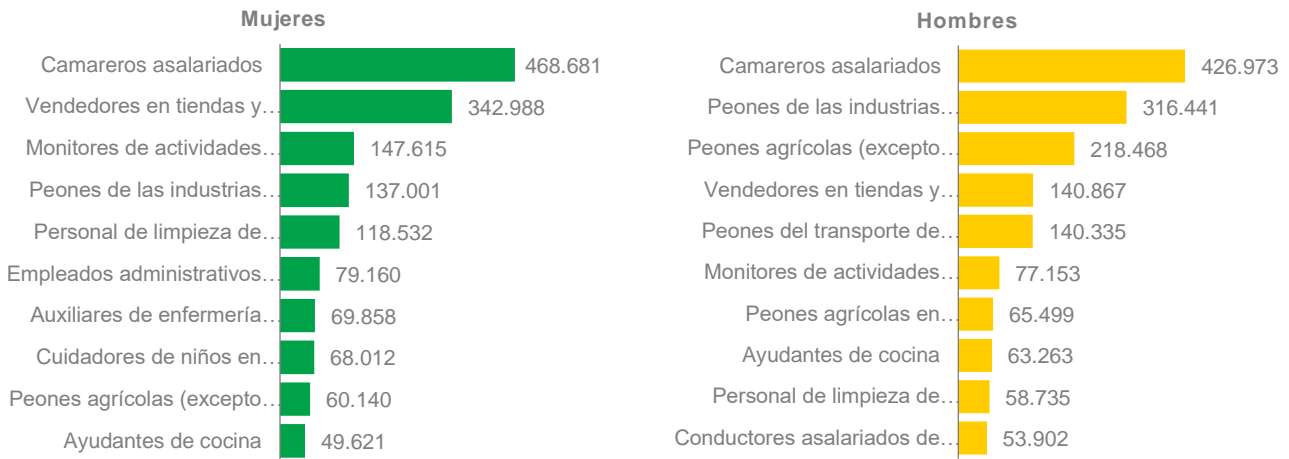 Mujeres
Camareros asalariados 468.681
Vendedores en tiendas y… 342.988
Monitores de actividades… 147.615
Peones de las industrias… 137.001
Personal de limpieza de… 118.532
Empleados administrativos… 79.160
Auxiliares de enfermería… 69.858
Cuidadores de niños en… 68.012
Peones agrícolas (excepto… 60.140
Ayudantes de cocina 49.621
Hombres
Camareros asalariados 426.973
Peones de las industrias… 316.441
Peones agrícolas (excepto… 218.468
Vendedores en tiendas y… 140.867
Peones del transporte de… 140.335
Monitores de actividades… 77.153
Peones agrícolas en… 65.499
Ayudantes de cocina 63.263
Personal de limpieza de… 58.735
Conductores asalariados de… 53.902